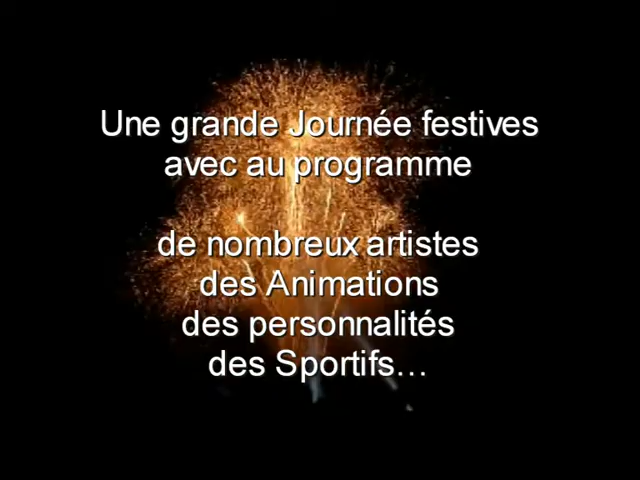 Une grande Journée festives
avec au programme
de nombreux artistes
des Animations
des personnalités
des Sportifs...